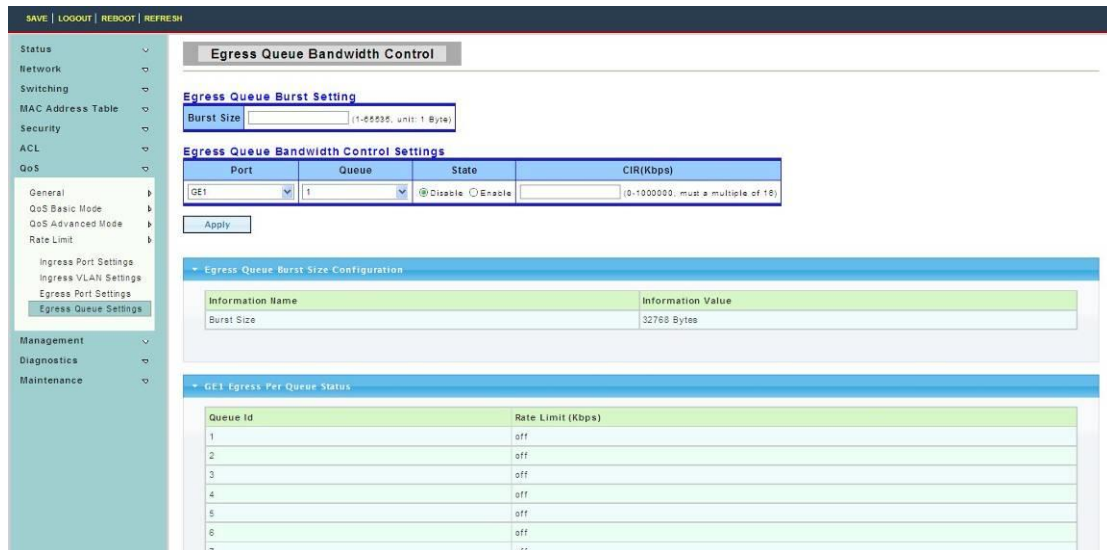 SAVE | LOGOUT | REBOOT | REFRESH
Status
Network
Switching
MAC Address Table
Security
ACL
QoS
General
QoS Basic Mode
QoS Advanced Mode
Rate Limit
Ingress Port Settings
Ingress VLAN Settings
Egress Port Settings
Egress Queue Settings
Management
Diagnostics
Maintenance
Egress Queue Bandwidth Control
Egress Queue Burst Setting
Burst Size (1-65535, unit: 1 Byte)
Egress Queue Bandwidth Control Settings
Port Queue State CIR(Kbps)
GE1 1 Disable Enable (0-1000000, must a multiple of 16)
Apply
Egress Queue Burst Size Configuration
Information Name Information Value
Burst Size 32768 Bytes
GE1 Egress Per Queue Status
Queue Id Rate Limit (Kbps)
1 off
2 off
3 off
4 off
5 off
6 off